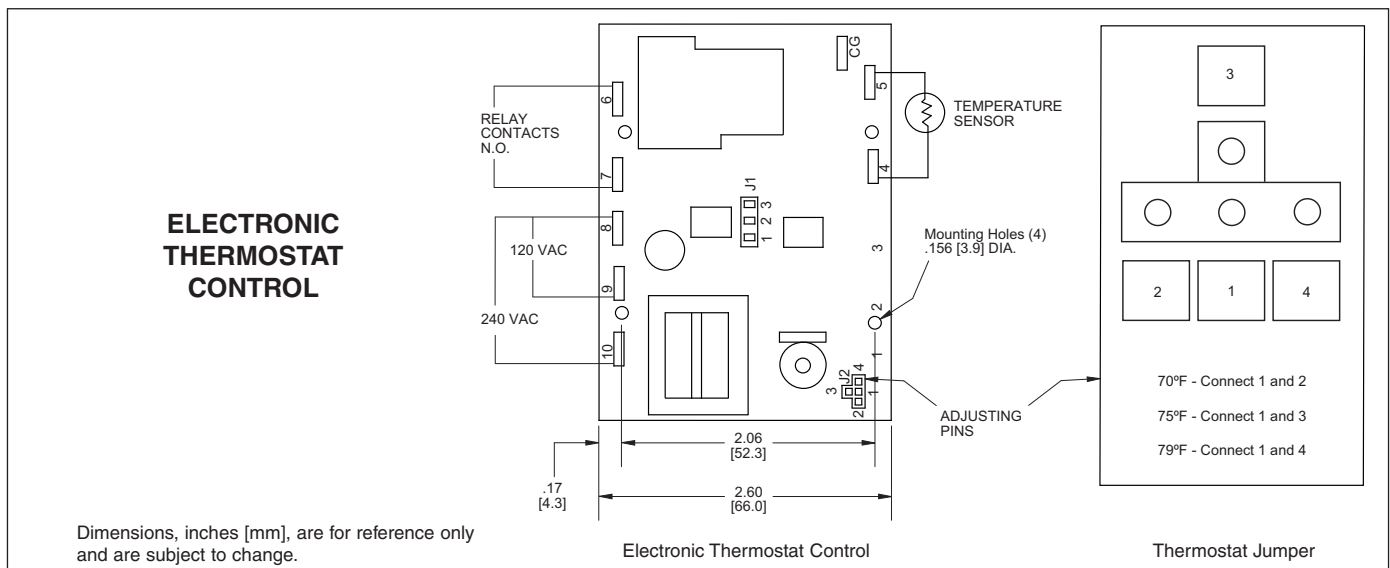 ELECTRONIC
THERMOSTAT
CONTROL
Dimensions, inches [mm], are for reference only
and are subject to change.
RELAY
CONTACTS
N.O.
120 VAC
240 VAC
6
7
8
9
10
CG
5
4
J1
1 2 3
3
2
1
J2
3
4
1
2
TEMPERATURE
SENSOR
Mounting Holes (4)
.156 [3.9] DIA.
ADJUSTING
PINS
2.06
[52.3]
.17
[4.3]
2.60
[66.0]
Electronic Thermostat Control
3
2 1 4
70ºF - Connect 1 and 2
75ºF - Connect 1 and 3
79ºF - Connect 1 and 4
Thermostat Jumper